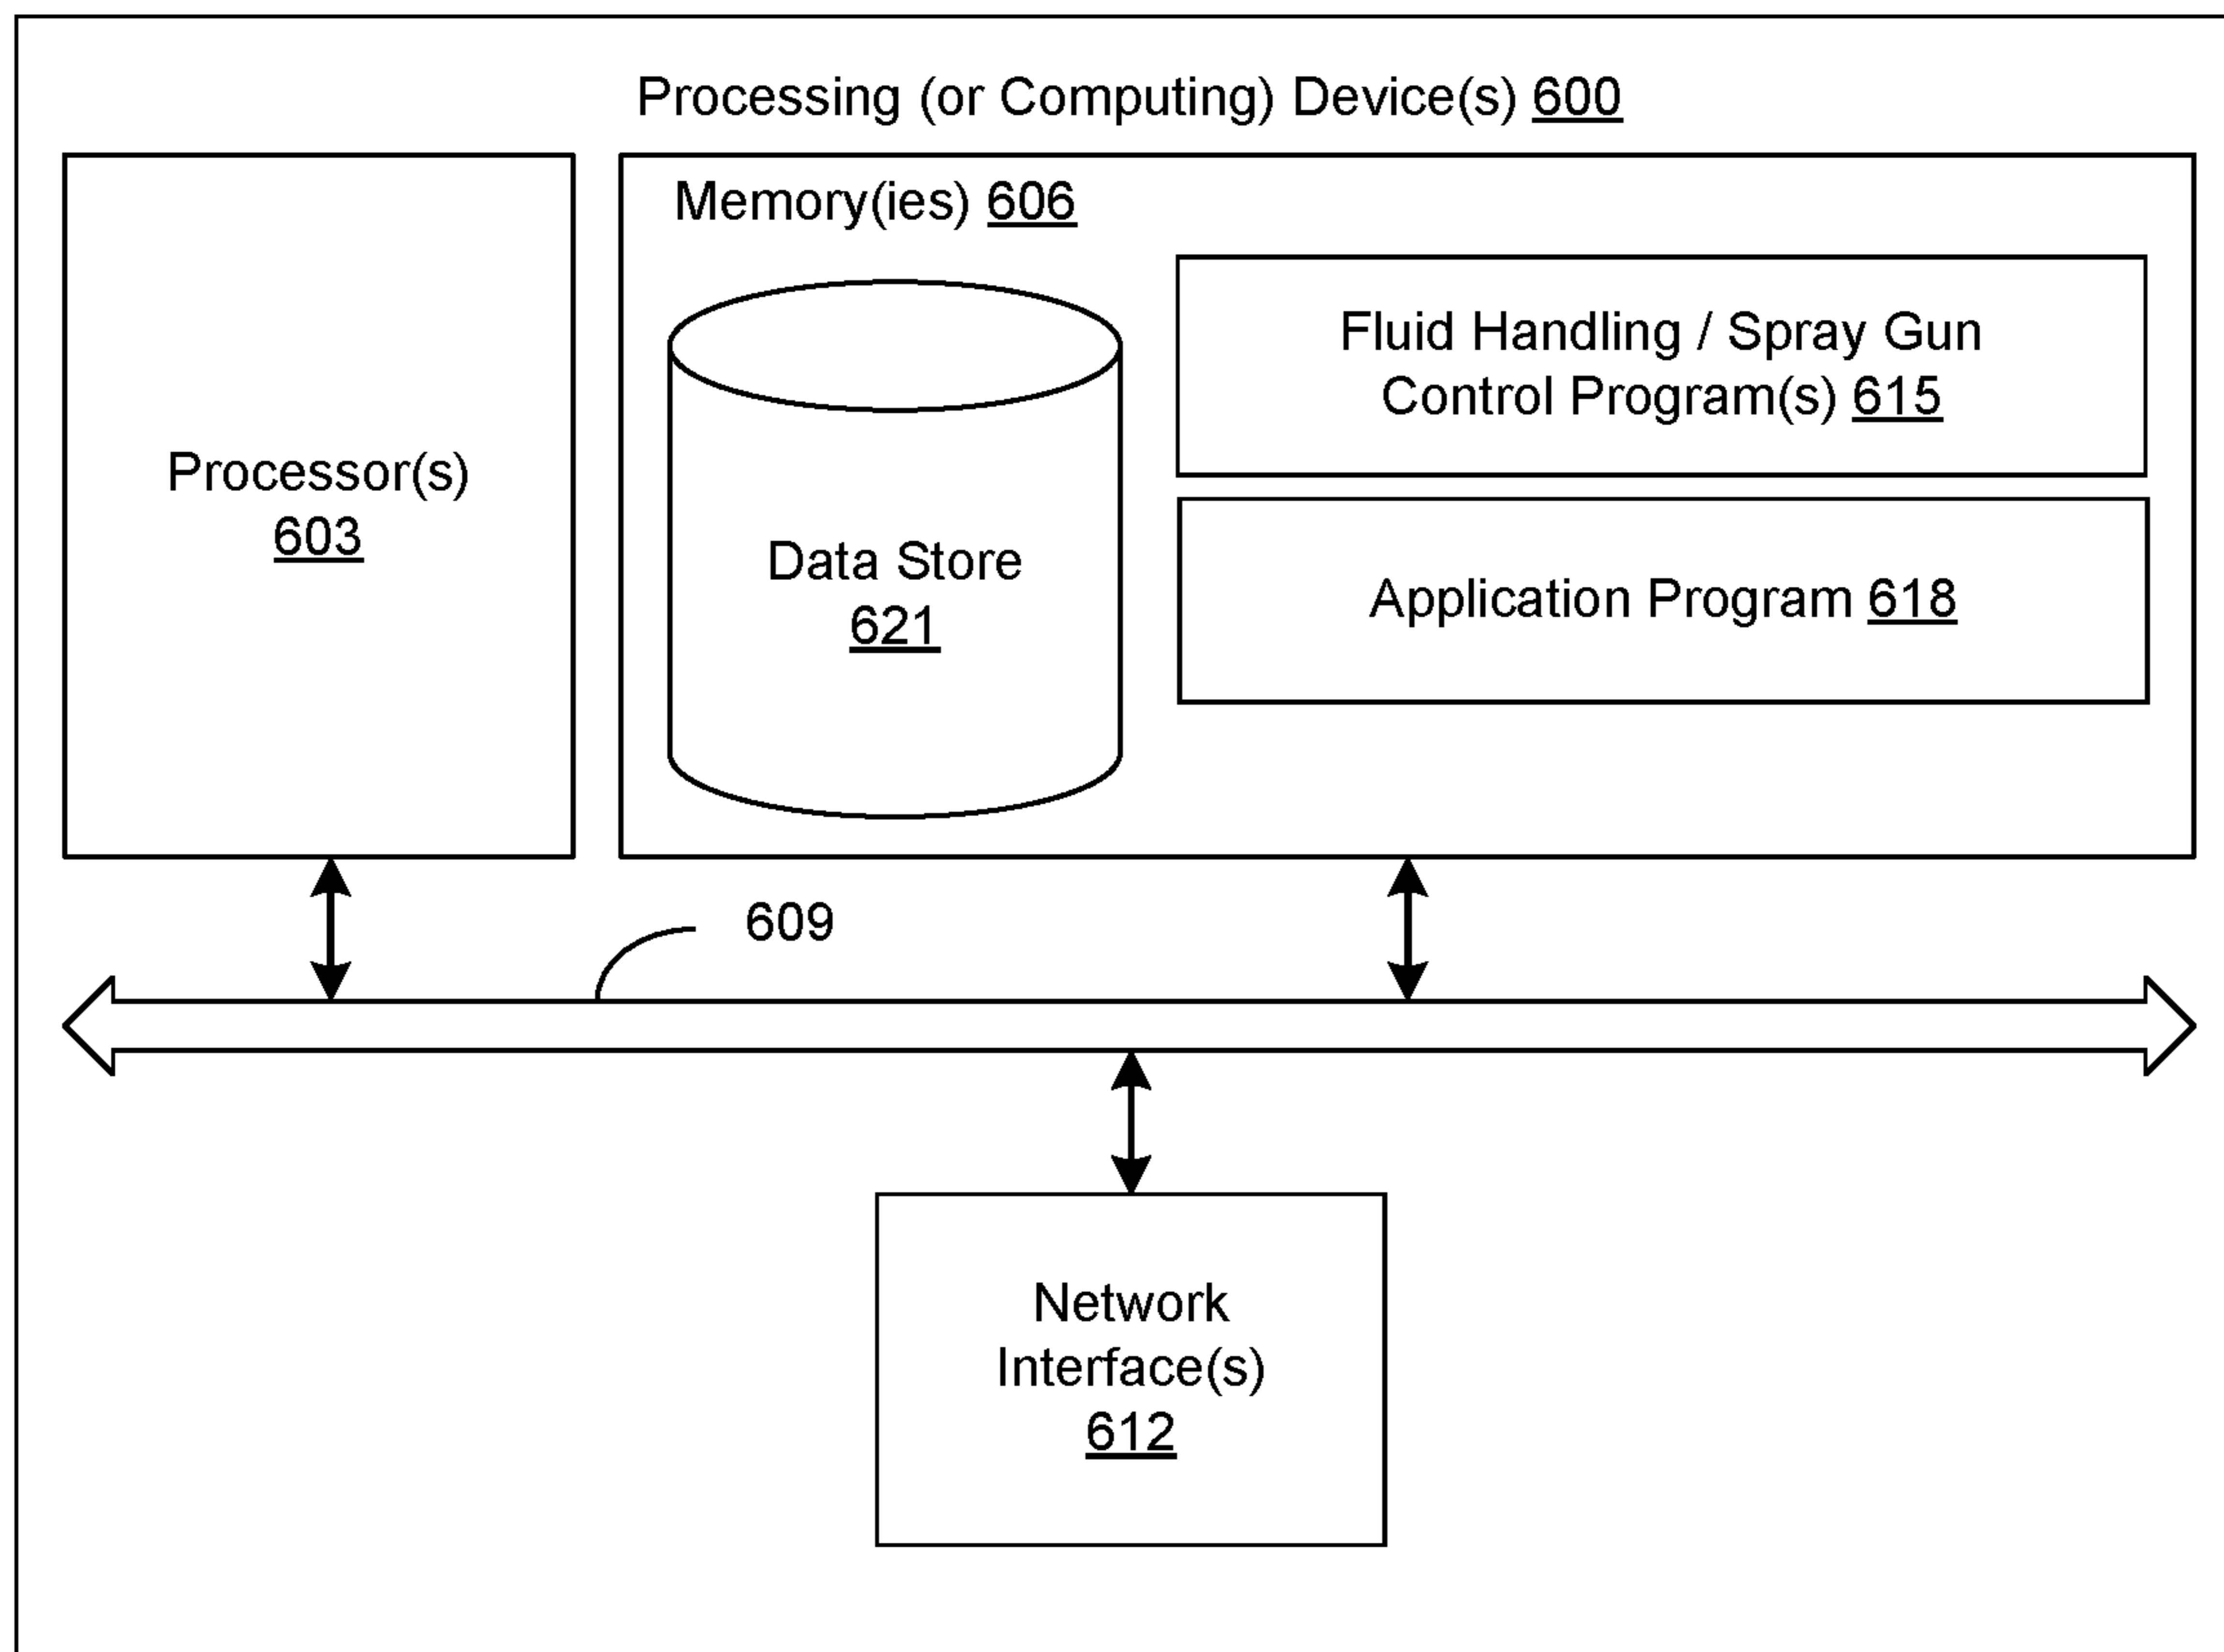 Processing (or Computing) Device(s) 600
Processor(s)
603
Memory(ies) 606
Data Store
621
Fluid Handling / Spray Gun
Control Program(s) 615
Application Program 618
609
Network
Interface(s)
612